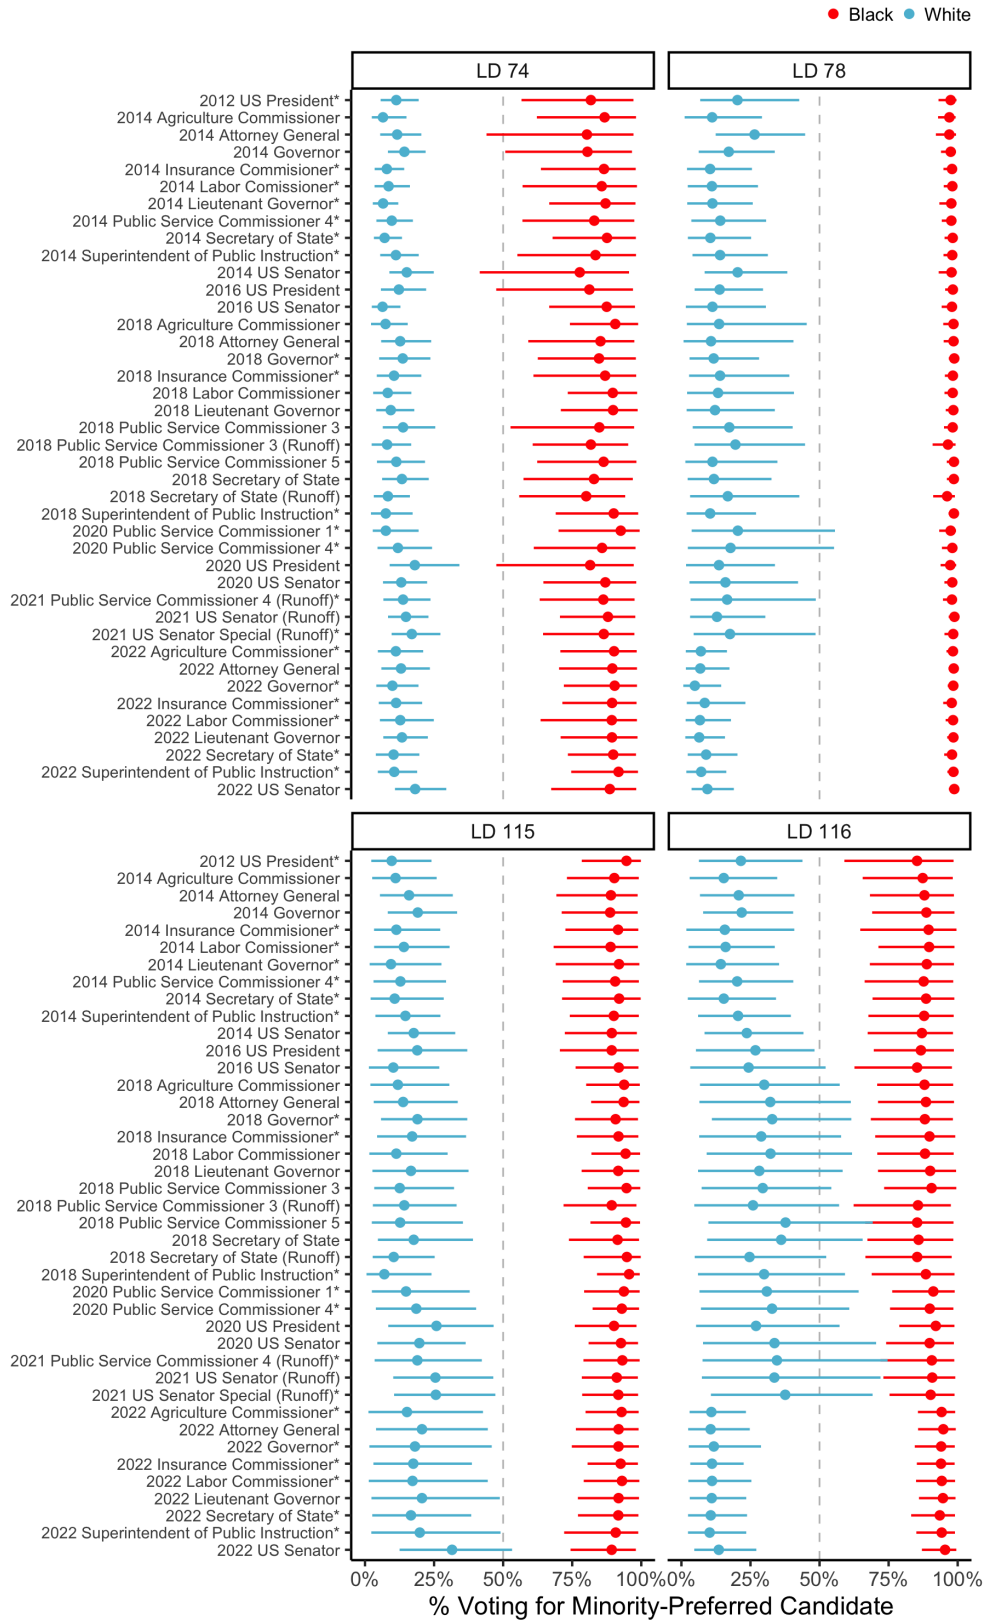 Black White
LD 74 LD 78
2012 US President*
2014 Agriculture Commissioner
2014 Attorney General
2014 Governor
2014 Insurance Commisioner*
2014 Labor Comissioner*
2014 Lieutenant Governor*
2014 Public Service Commissioner 4*
2014 Secretary of State*
2014 Superintendent of Public Instruction*
2014 US Senator
2016 US President
2016 US Senator
2018 Agriculture Commissioner
2018 Attorney General
2018 Governor*
2018 Insurance Commissioner*
2018 Labor Commissioner
2018 Lieutenant Governor
2018 Public Service Commissioner 3
2018 Public Service Commissioner 3 (Runoff)
2018 Public Service Commissioner 5
2018 Secretary of State
2018 Secretary of State (Runoff)
2018 Superintendent of Public Instruction*
2020 Public Service Commissioner 1*
2020 Public Service Commissioner 4*
2020 US President
2020 US Senator
2021 Public Service Commissioner 4 (Runoff)*
2021 US Senator (Runoff)
2021 US Senator Special (Runoff)*
2022 Agriculture Commissioner*
2022 Attorney General
2022 Governor*
2022 Insurance Commissioner*
2022 Labor Commissioner*
2022 Lieutenant Governor
2022 Secretary of State*
2022 Superintendent of Public Instruction*
2022 US Senator
LD 115 LD 116
2012 US President*
2014 Agriculture Commissioner
2014 Attorney General
2014 Governor
2014 Insurance Commisioner*
2014 Labor Comissioner*
2014 Lieutenant Governor*
2014 Public Service Commissioner 4*
2014 Secretary of State*
2014 Superintendent of Public Instruction*
2014 US Senator
2016 US President
2016 US Senator
2018 Agriculture Commissioner
2018 Attorney General
2018 Governor*
2018 Insurance Commissioner*
2018 Labor Commissioner
2018 Lieutenant Governor
2018 Public Service Commissioner 3
2018 Public Service Commissioner 3 (Runoff)
2018 Public Service Commissioner 5
2018 Secretary of State
2018 Secretary of State (Runoff)
2018 Superintendent of Public Instruction*
2020 Public Service Commissioner 1*
2020 Public Service Commissioner 4*
2020 US President
2020 US Senator
2021 Public Service Commissioner 4 (Runoff)*
2021 US Senator (Runoff)
2021 US Senator Special (Runoff)*
2022 Agriculture Commissioner*
2022 Attorney General
2022 Governor*
2022 Insurance Commissioner*
2022 Labor Commissioner*
2022 Lieutenant Governor
2022 Secretary of State*
2022 Superintendent of Public Instruction*
2022 US Senator
0% 25% 50% 75% 100% 0% 25% 50% 75% 100%
% Voting for Minority-Preferred Candidate